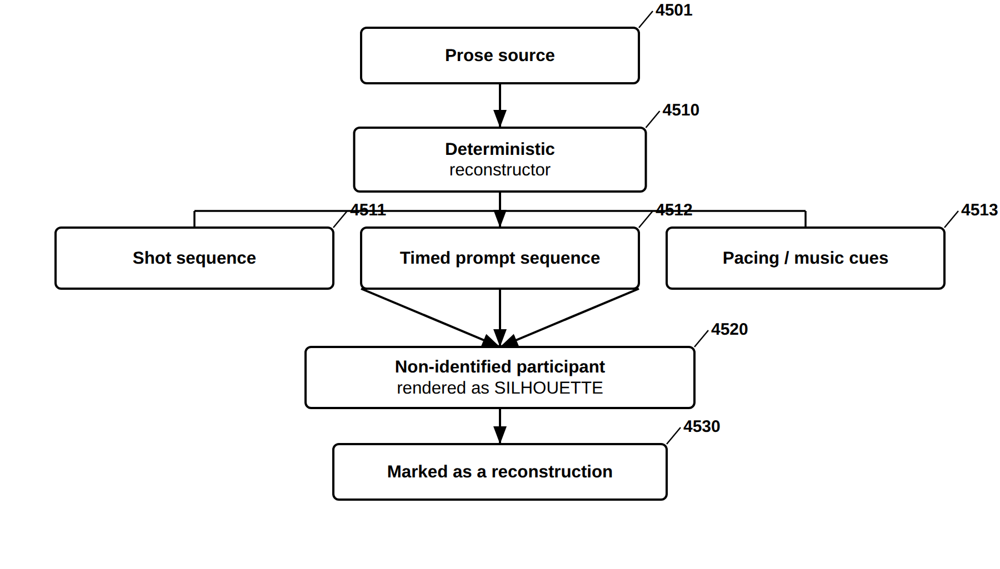 4501
Prose source
4510
Deterministic
reconstructor
4511
4512
4513
Shot sequence
Timed prompt sequence
Pacing / music cues
4520
Non-identified participant
rendered as SILHOUETTE
4530
Marked as a reconstruction